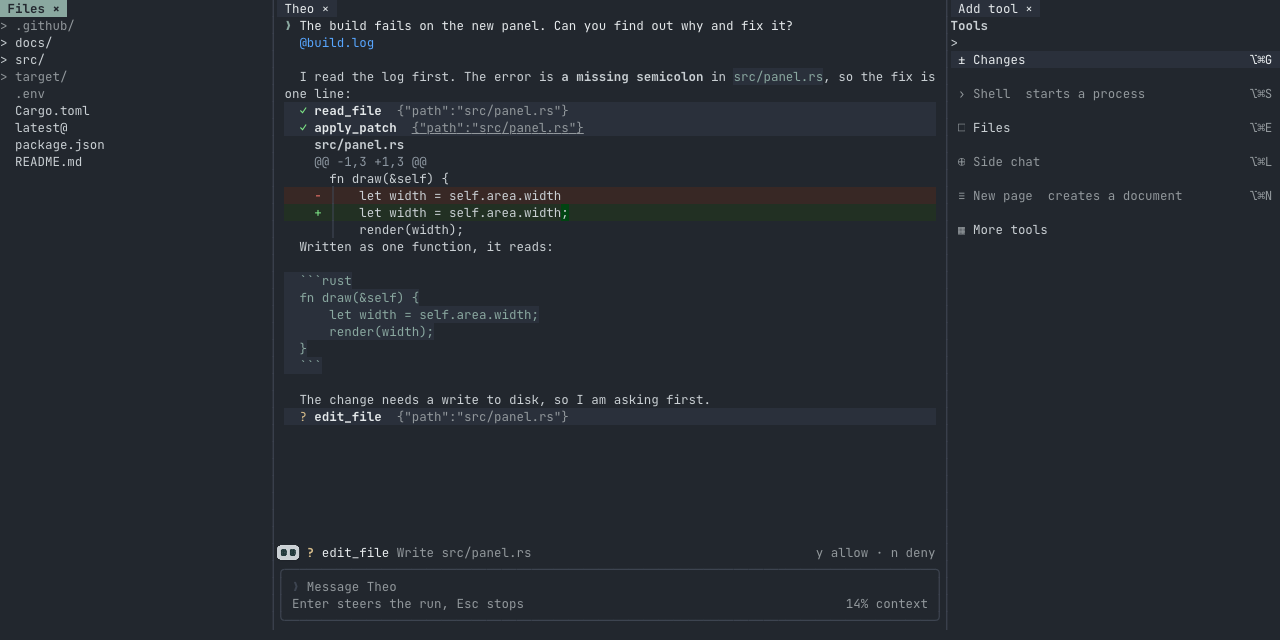 Files ×
> .github/
> docs/
> src/
> target/
.env
Cargo.toml
latest@
package.json
README.md
Theo ×
❯ The build fails on the new panel. Can you find out why and fix it?
@build.log
I read the log first. The error is a missing semicolon in src/panel.rs, so the fix is
one line:
✓ read_file {"path":"src/panel.rs"}
✓ apply_patch {"path":"src/panel.rs"}
src/panel.rs
@@ -1,3 +1,3 @@
fn draw(&self) {
- let width = self.area.width
+ let width = self.area.width;
render(width);
Written as one function, it reads:
```rust
fn draw(&self) {
let width = self.area.width;
render(width);
}
```
The change needs a write to disk, so I am asking first.
? edit_file {"path":"src/panel.rs"}
? edit_file Write src/panel.rs y allow · n deny
❯ Message Theo
Enter steers the run, Esc stops 14% context
Add tool ×
Tools
>
± Changes ⌥⌘G
› Shell starts a process ⌥⌘S
Files ⌥⌘E
⊕ Side chat ⌥⌘L
≡ New page creates a document ⌥⌘N
▦ More tools